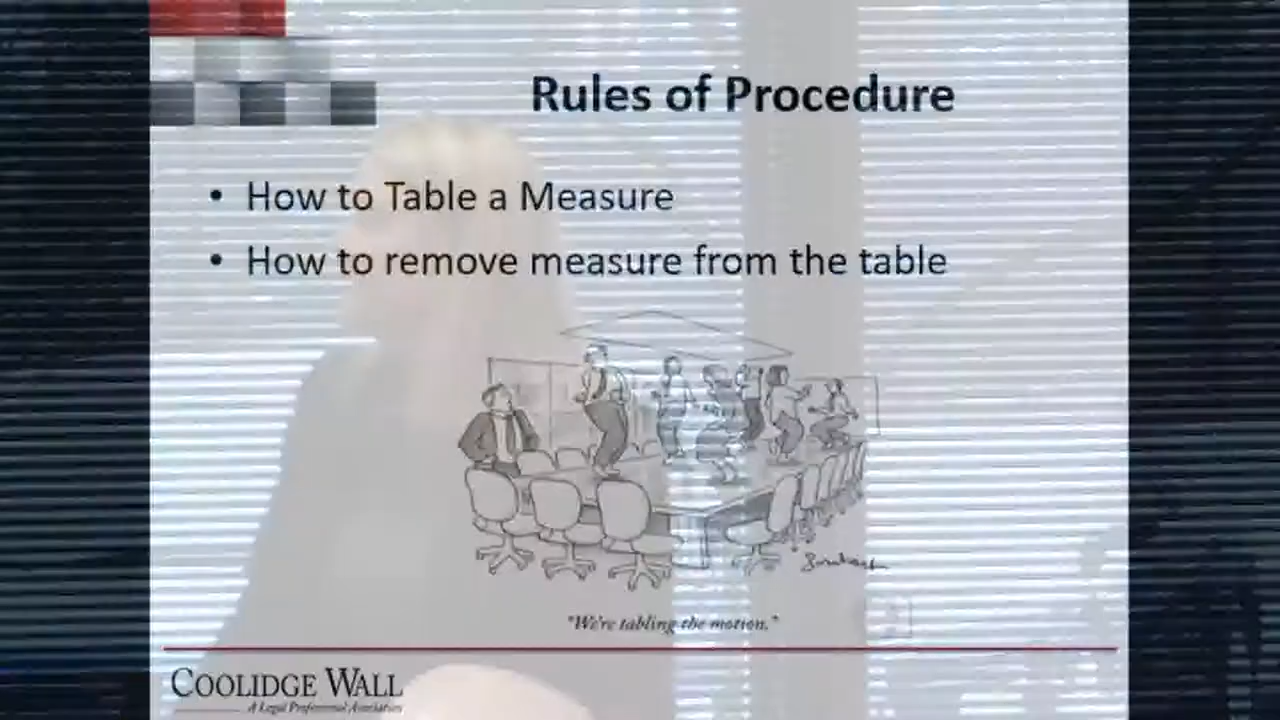 Rules of Procedure
• How to Table a Measure
• How to remove measure from the table
"We're tabling the motion."
COOLIDGE WALL
A Legal Professional Association